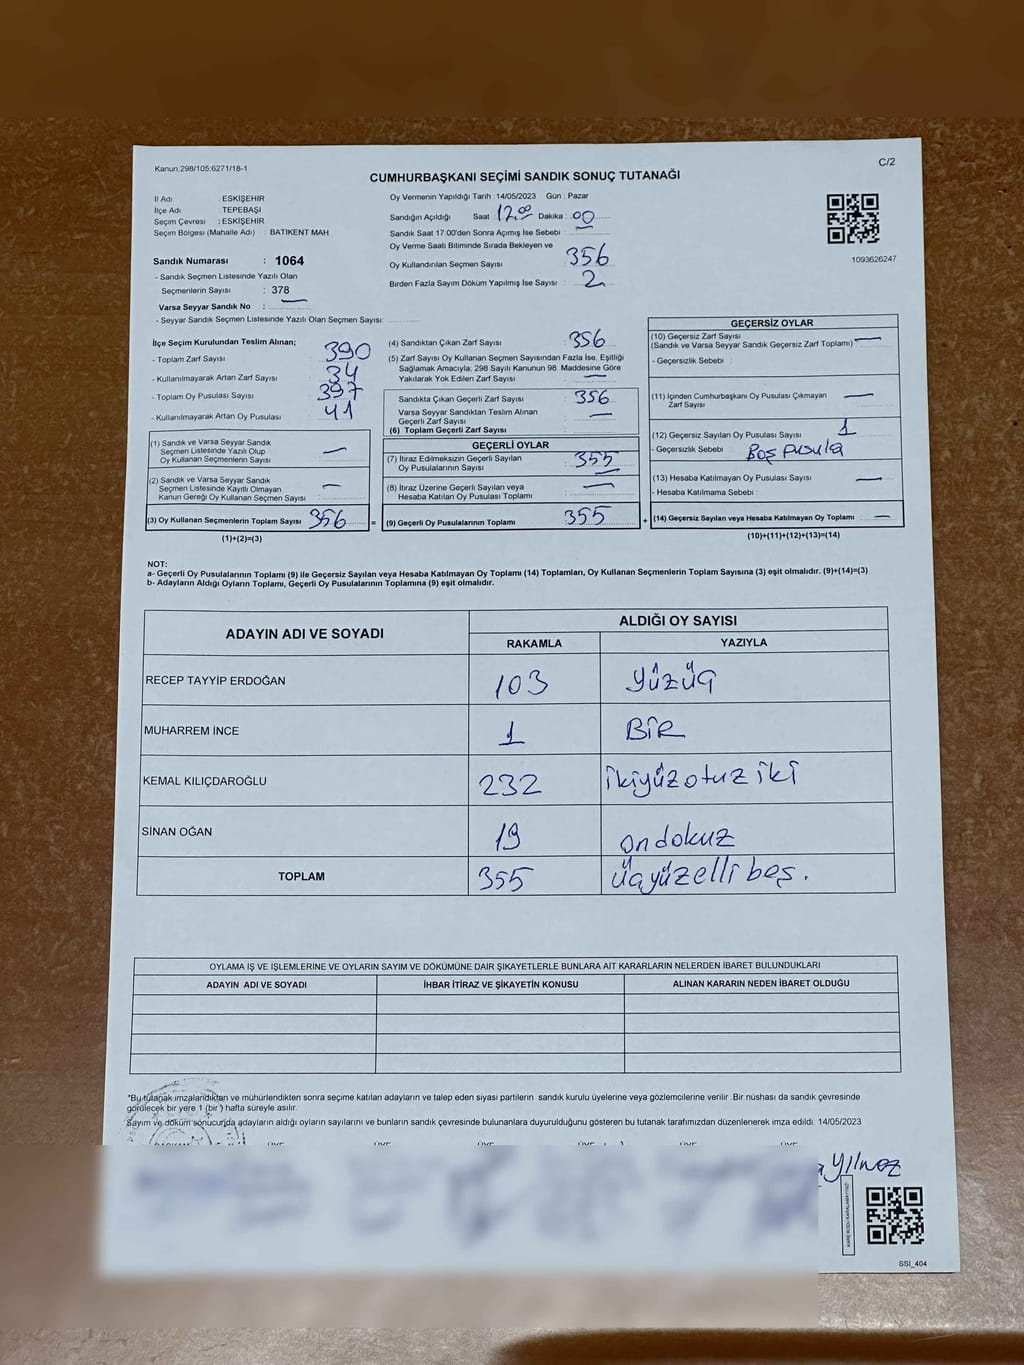 Kanun.298/105;6271/18-1
C/2
CUMHURBAŞKANI SEÇİMİ SANDIK SONUÇ TUTANAĞI
İl Adı : ESKİŞEHİR
İlçe Adı : TEPEBAŞI
Seçim Çevresi : ESKİŞEHİR
Seçim Bölgesi (Mahalle Adı) : BATIKENT MAH.
Sandık Numarası : 1064
- Sandık Seçmen Listesinde Yazılı Olan
Seçmenlerin Sayısı : 378
Varsa Seyyar Sandık No : —
- Seyyar Sandık Seçmen Listesinde Yazılı Olan Seçmen Sayısı:
Oy Vermenin Yapıldığı Tarih : 14/05/2023 Gün : Pazar
Sandığın Açıldığı Saat : 17.00 Dakika : 00
Sandık Saat 17:00'den Sonra Açımış İse Sebebi :
Oy Verme Saati Bitiminde Sırada Bekleyen ve
Oy Kullandırılan Seçmen Sayısı : 356
Birden Fazla Sayım Döküm Yapılmış İse Sayısı : 2
1093626247
İlçe Seçim Kurulundan Teslim Alınan;
- Toplam Zarf Sayısı : 390
- Kullanılmayarak Artan Zarf Sayısı : 34
- Toplam Oy Pusulası Sayısı : 397
- Kullanılmayarak Artan Oy Pusulası : 41
(1) Sandık ve Varsa Seyyar Sandık
Seçmen Listesinde Yazılı Olup
Oy Kullanan Seçmenlerin Sayısı : —
(2) Sandık ve Varsa Seyyar Sandık
Seçmen Listesinde Kayıtlı Olmayan
Kanun Gereği Oy Kullanan Seçmen Sayısı : —
(3) Oy Kullanan Seçmenlerin Toplam Sayısı : 356
(1)+(2)=(3)
=
(4) Sandıktan Çıkan Zarf Sayısı : 356
(5) Zarf Sayısı Oy Kullanan Seçmen Sayısından Fazla İse, Eşitliği
Sağlamak Amacıyla; 298 Sayılı Kanunun 98. Maddesine Göre
Yakılarak Yok Edilen Zarf Sayısı : —
Sandıkta Çıkan Geçerli Zarf Sayısı : 356
Varsa Seyyar Sandıktan Teslim Alınan
Geçerli Zarf Sayısı : —
(6) Toplam Geçerli Zarf Sayısı :
GEÇERLİ OYLAR
(7) İtiraz Edilmeksizin Geçerli Sayılan
Oy Pusulalarının Sayısı : 355
(8) İtiraz Üzerine Geçerli Sayılan veya
Hesaba Katılan Oy Pusulası Toplamı : —
(9) Geçerli Oy Pusulalarının Toplamı : 355
+
GEÇERSİZ OYLAR
(10) Geçersiz Zarf Sayısı
(Sandık ve Varsa Seyyar Sandık Geçersiz Zarf Toplamı) : —
- Geçersizlik Sebebi :
(11) İçinden Cumhurbaşkanı Oy Pusulası Çıkmayan
Zarf Sayısı : —
(12) Geçersiz Sayılan Oy Pusulası Sayısı : 1
- Geçersizlik Sebebi : Boş pusula
(13) Hesaba Katılmayan Oy Pusulası Sayısı : —
- Hesaba Katılmama Sebebi :
(14) Geçersiz Sayılan veya Hesaba Katılmayan Oy Toplamı : —
(10)+(11)+(12)+(13)=(14)
NOT:
a- Geçerli Oy Pusulalarının Toplamı (9) ile Geçersiz Sayılan veya Hesaba Katılmayan Oy Toplamı (14) Toplamları, Oy Kullanan Seçmenlerin Toplam Sayısına (3) eşit olmalıdır. (9)+(14)=(3)
b- Adayların Aldığı Oyların Toplamı, Geçerli Oy Pusulalarının Toplamına (9) eşit olmalıdır.
ADAYIN ADI VE SOYADI
ALDIĞI OY SAYISI
RAKAMLA YAZIYLA
RECEP TAYYİP ERDOĞAN 103 yüzüç
MUHARREM İNCE 1 BİR
KEMAL KILIÇDAROĞLU 232 ikiyüzotuziki
SİNAN OĞAN 19 ondokuz
TOPLAM 355 üçyüzellibeş.
OYLAMA İŞ VE İŞLEMLERİNE VE OYLARIN SAYIM VE DÖKÜMÜNE DAİR ŞİKAYETLERLE BUNLARA AİT KARARLARIN NELERDEN İBARET BULUNDUKLARI
ADAYIN ADI VE SOYADI İHBAR İTİRAZ VE ŞİKAYETİN KONUSU ALINAN KARARIN NEDEN İBARET OLDUĞU
*Bu tutanak imzalandıktan ve mühürlendikten sonra seçime katılan adayların ve talep eden siyasi partilerin sandık kurulu üyelerine veya gözlemcilerine verilir .Bir nüshası da sandık çevresinde
görülecek bir yere 1 (bir ) hafta süreyle asılır.
Sayım ve döküm sonucunda adayların aldığı oyların sayılarını ve bunların sandık çevresinde bulunanlara duyurulduğunu gösteren bu tutanak tarafımızdan düzenlenerek imza edildi. 14/05/2023
Yılmaz
SSI_404